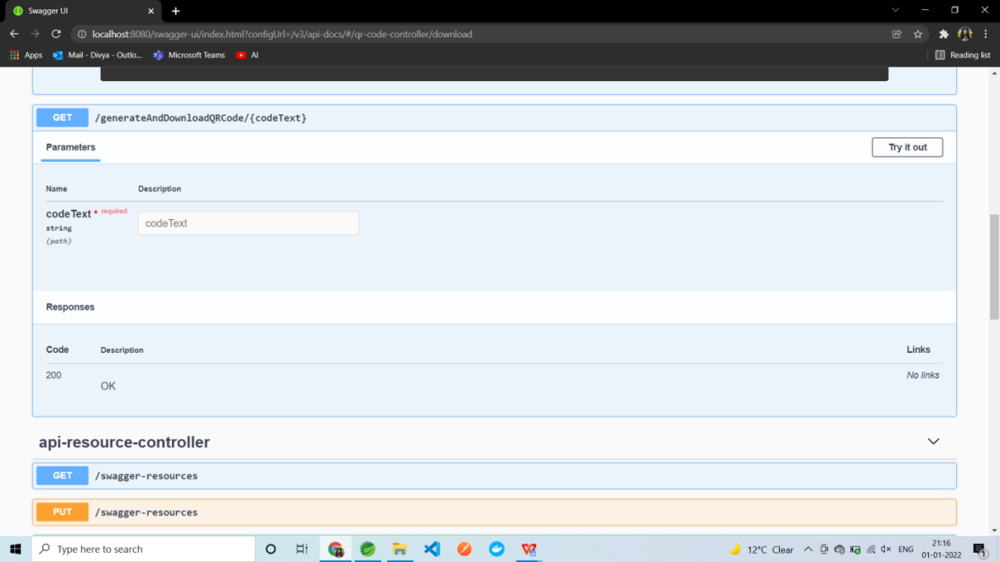 Swagger UI
localhost:8080/swagger-ui/index.html?configUrl=/v3/api-docs/#/qr-code-controller/download
Apps Mail - Divya - Outlo... Microsoft Teams AI Reading list
GET /generateAndDownloadQRCode/{codeText}
Parameters Try it out
Name Description
codeText * required codeText
string
(path)
Responses
Code Description Links
200 No links
OK
api-resource-controller
GET /swagger-resources
PUT /swagger-resources
Type here to search 12°C Clear ENG 21:16
01-01-2022 1